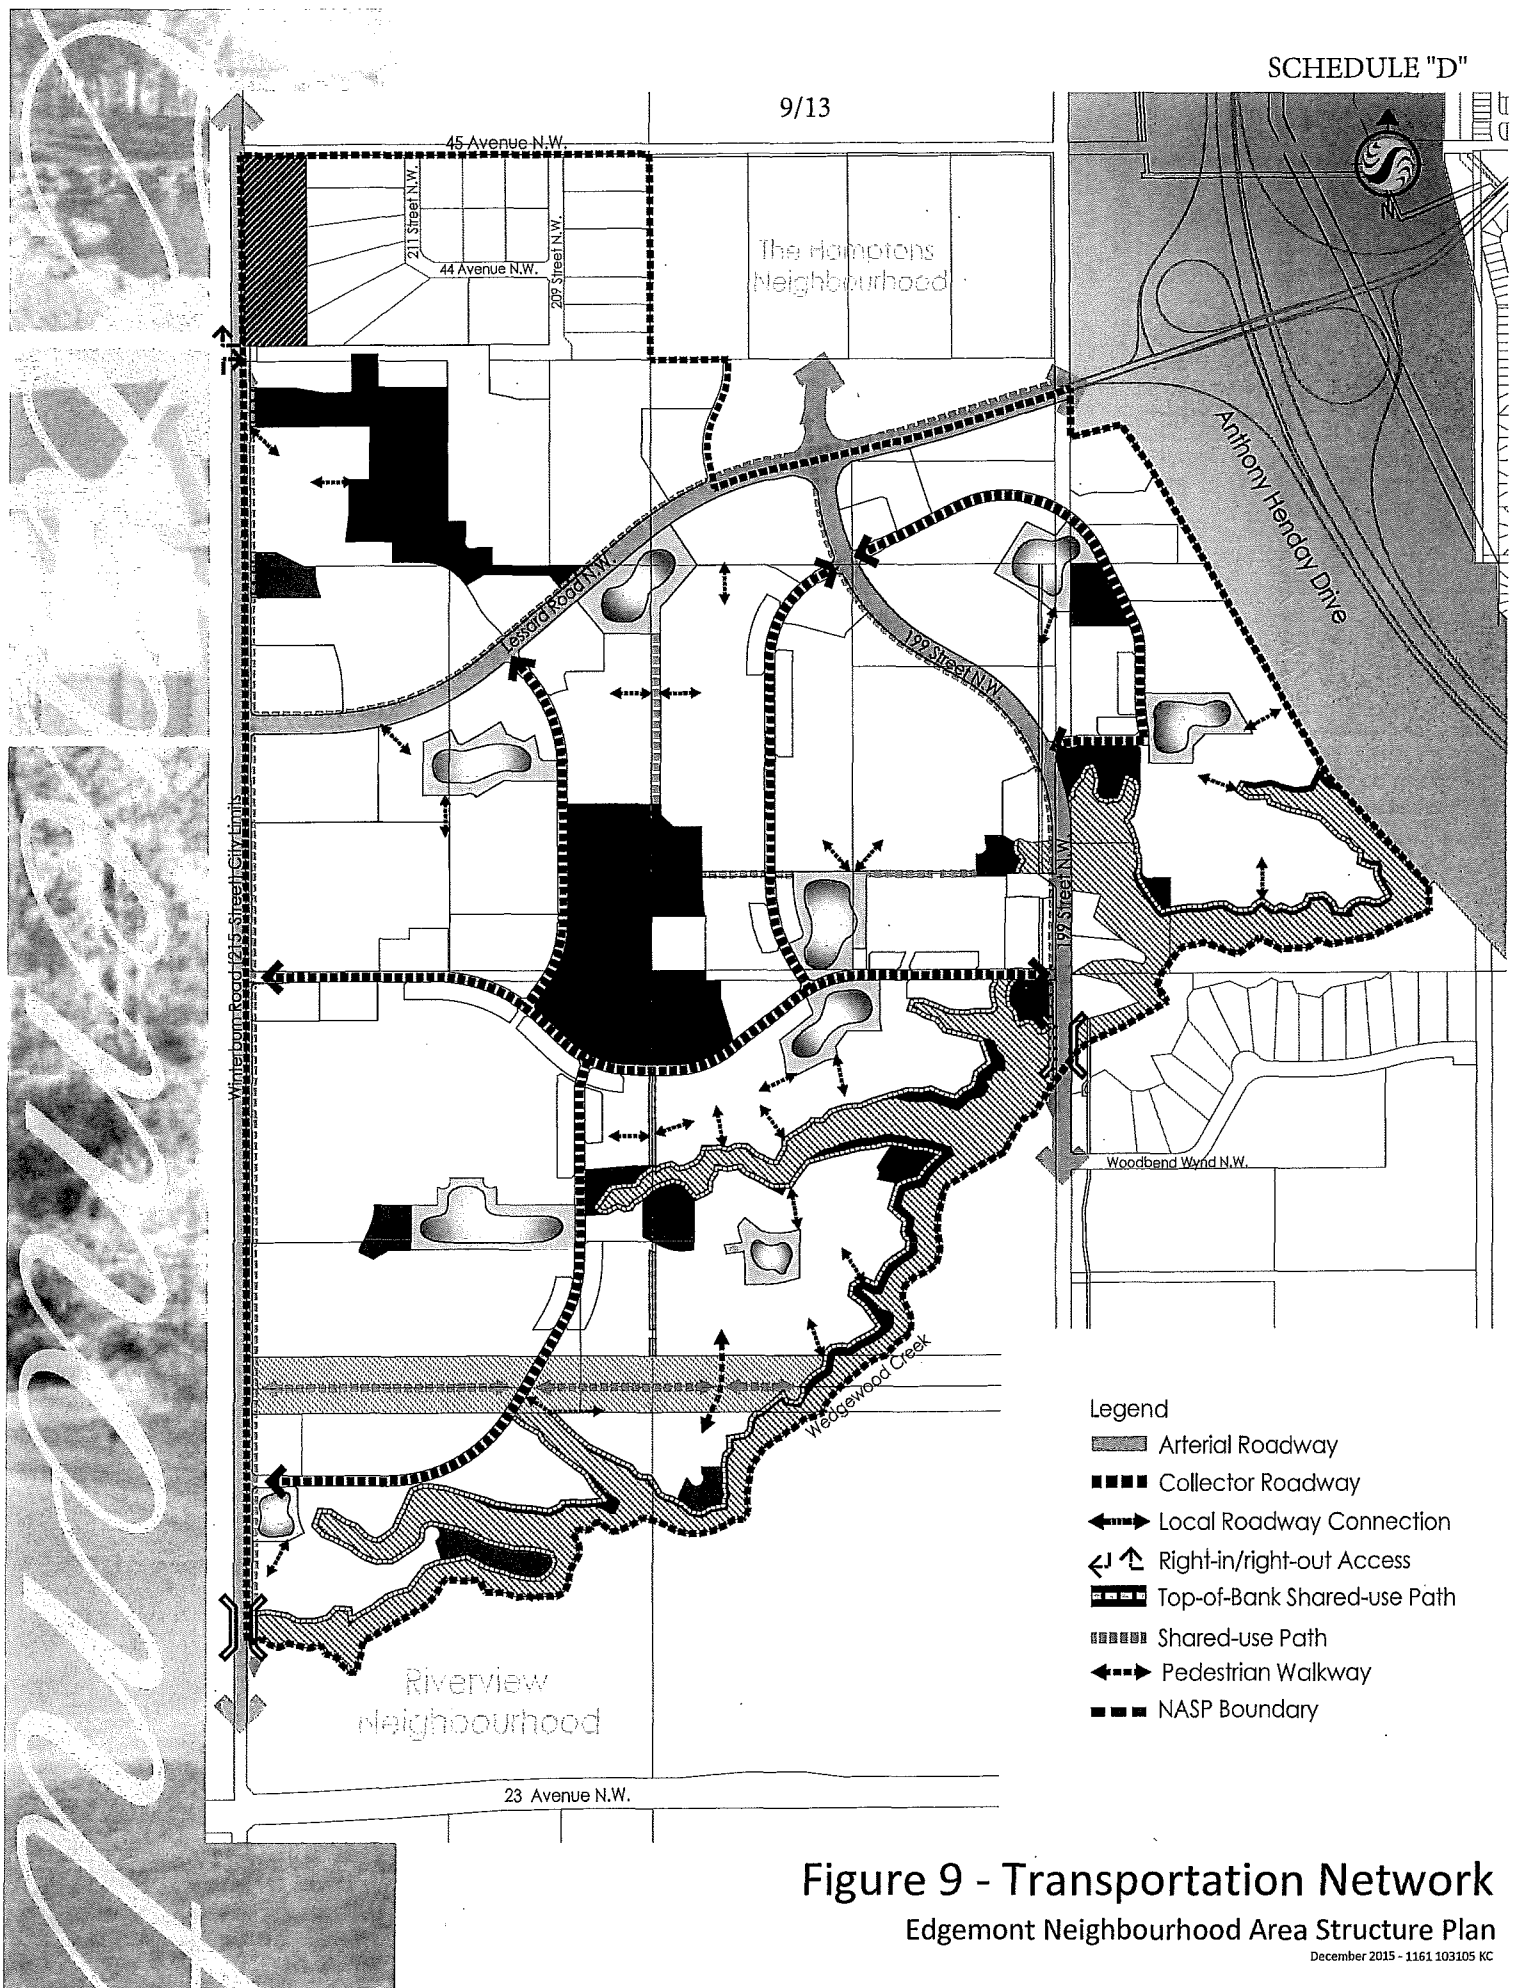 SCHEDULE "D"
9/13
45 Avenue N.W.
211 Street N.W.
44 Avenue N.W.
209 Street N.W.
The Hamptons
Neighbourhood
N
Anthony Henday Drive
Lessard Road N.W.
199 Street N.W.
Winterburn Road (215 Street) City Limits
199 Street N.W.
Woodbend Wynd N.W.
Wedgewood Creek
Legend
Arterial Roadway
Collector Roadway
Local Roadway Connection
Right-in/right-out Access
Top-of-Bank Shared-use Path
Shared-use Path
Pedestrian Walkway
NASP Boundary
Riverview
Neighbourhood
23 Avenue N.W.
Figure 9 - Transportation Network
Edgemont Neighbourhood Area Structure Plan
December 2015 - 1161 103105 KC